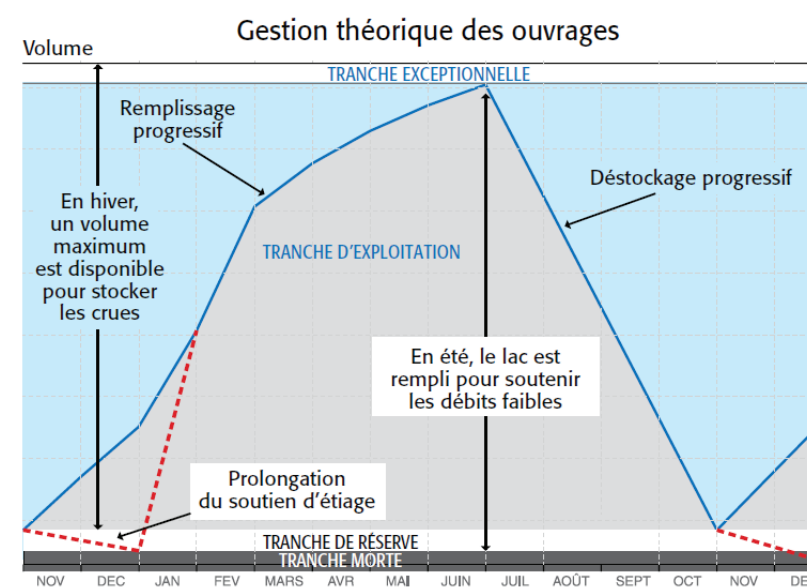 Gestion théorique des ouvrages
Volume
TRANCHE EXCEPTIONNELLE
Remplissage
progressif
Déstockage progressif
En hiver,
un volume
maximum
est disponible
pour stocker
les crues
TRANCHE D'EXPLOITATION
En été, le lac est
rempli pour soutenir
les débits faibles
Prolongation
du soutien d'étiage
TRANCHE DE RÉSERVE
TRANCHE MORTE
NOV DEC JAN FEV MARS AVR MAI JUIN JUIL AOÛT SEPT OCT NOV